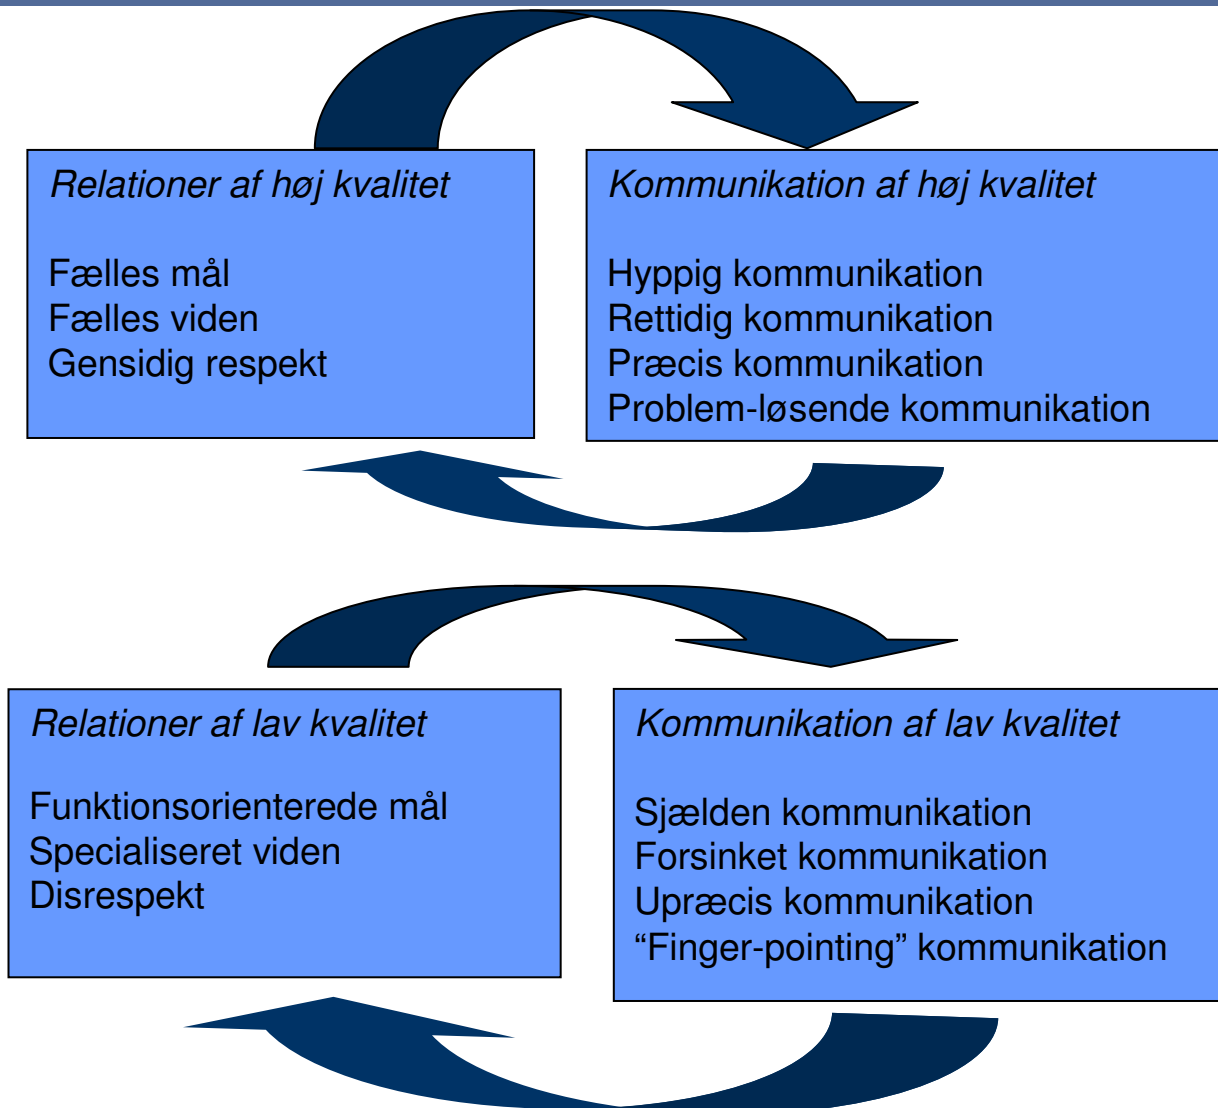 Relationer af høj kvalitet
Fælles mål
Fælles viden
Gensidig respekt
Kommunikation af høj kvalitet
Hyppig kommunikation
Rettidig kommunikation
Præcis kommunikation
Problem-løsende kommunikation
Relationer af lav kvalitet
Funktionsorienterede mål
Specialiseret viden
Disrespekt
Kommunikation af lav kvalitet
Sjælden kommunikation
Forsinket kommunikation
Upræcis kommunikation
“Finger-pointing” kommunikation